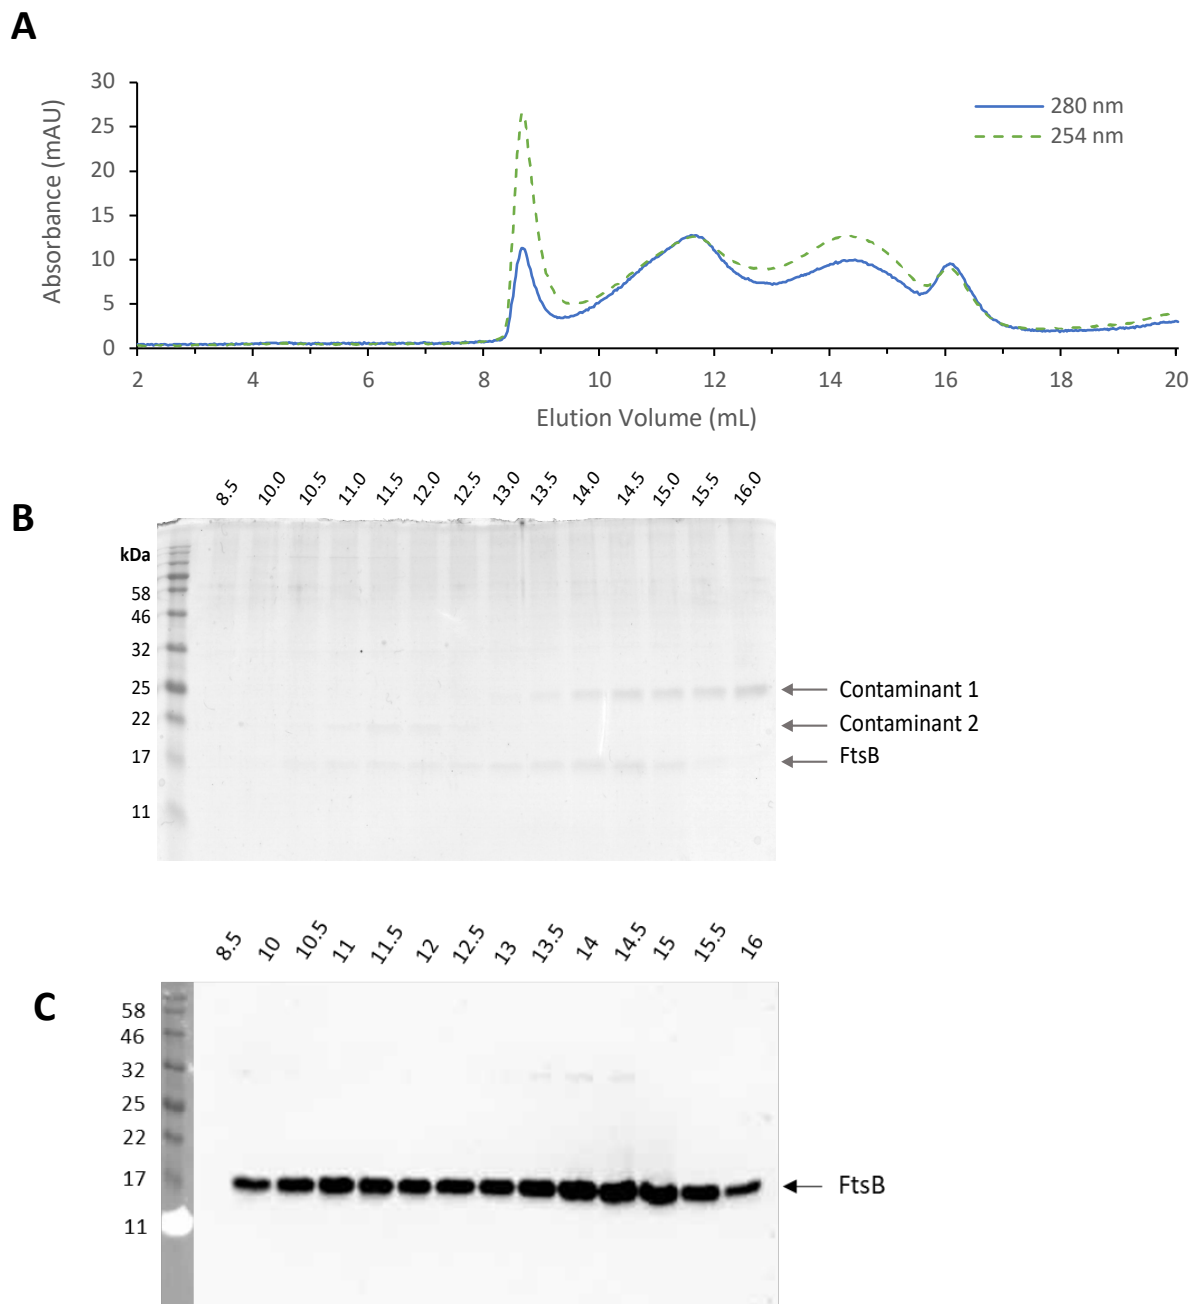 A
30
25
20
15
10
5
0
Absorbance (mAU)
280 nm
254 nm
2 4 6 8 10 12 14 16 18 20
Elution Volume (mL)
B
8.5 10.0 10.5 11.0 11.5 12.0 12.5 13.0 13.5 14.0 14.5 15.0 15.5 16.0
kDa
58
46
32
25
22
17
11
Contaminant 1
Contaminant 2
FtsB
C
8.5 10 10.5 11 11.5 12 12.5 13 13.5 14 14.5 15 15.5 16
58
46
32
25
22
17
11
FtsB